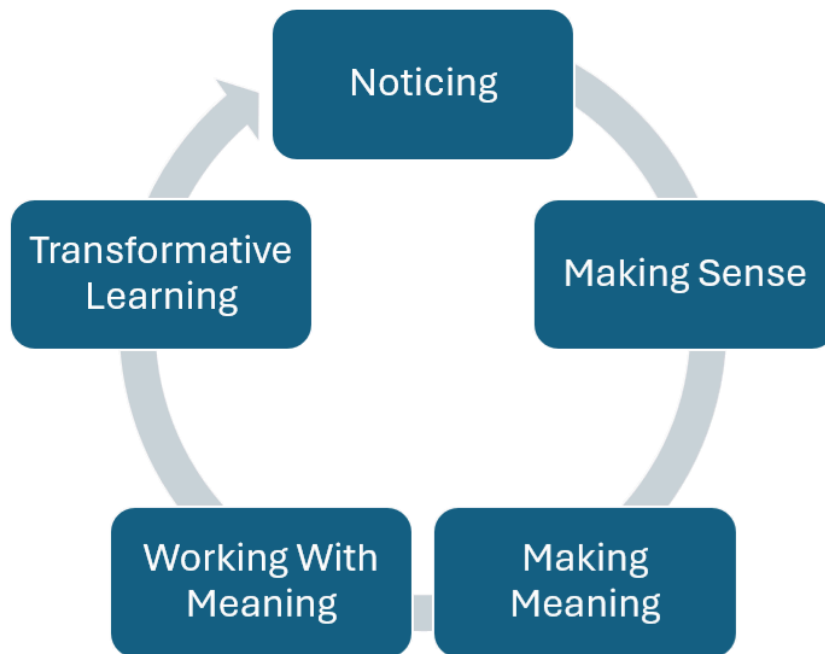 Noticing
Making Sense
Making
Meaning
Working With
Meaning
Transformative
Learning